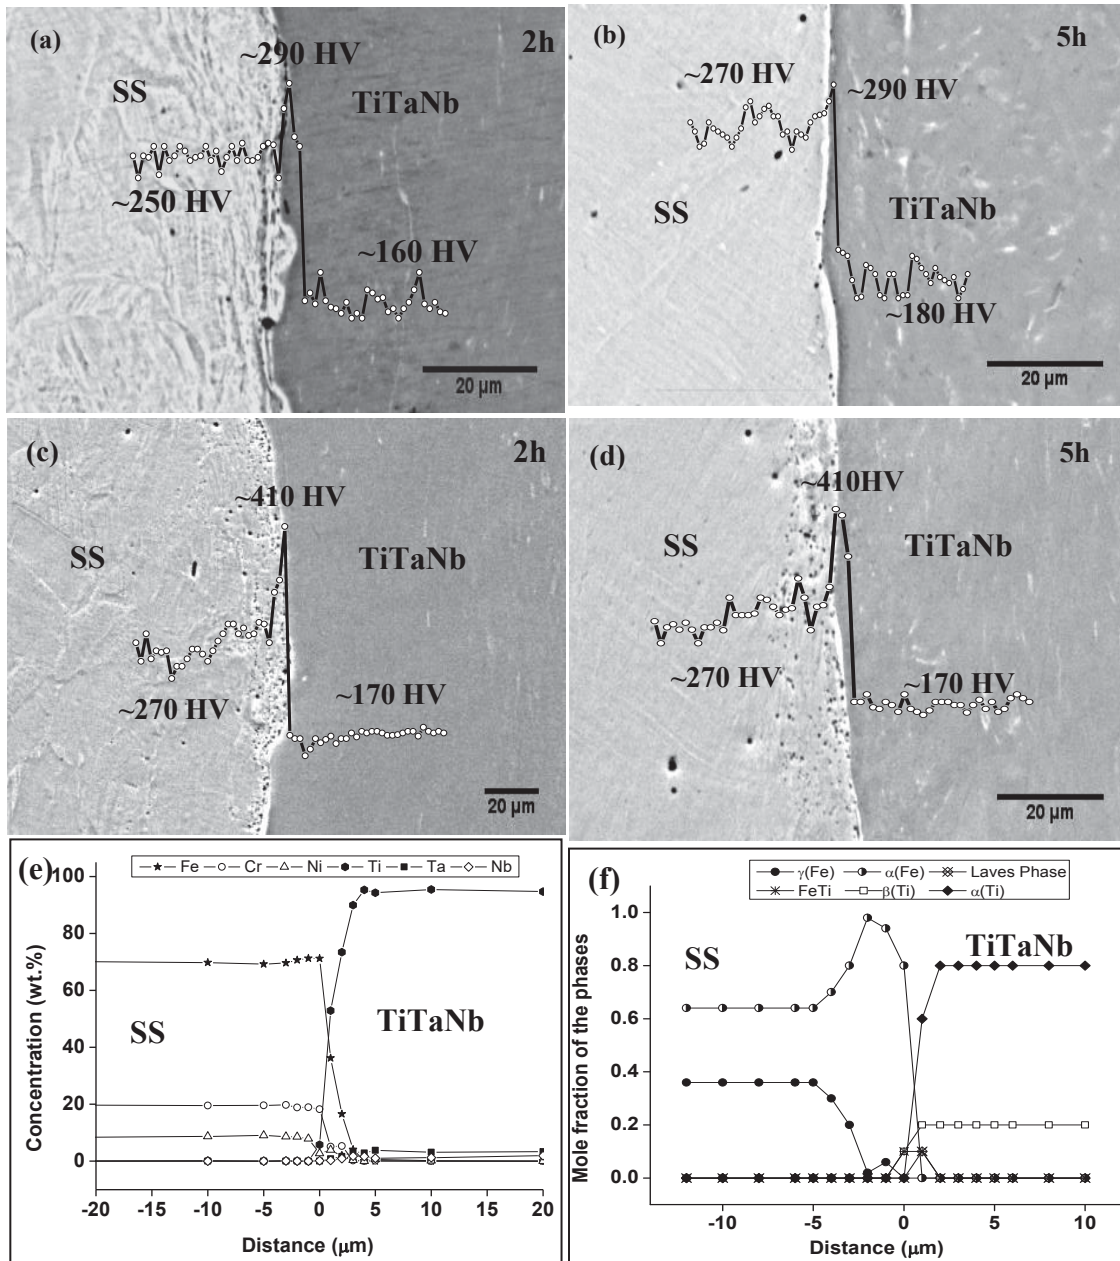 (a)
2h
~290 HV
SS
TiTaNb
~250 HV
~160 HV
20 µm
(b)
5h
~270 HV
~290 HV
SS
TiTaNb
~180 HV
20 µm
(c)
2h
~410 HV
SS
TiTaNb
~270 HV
~170 HV
20 µm
(d)
5h
~410HV
SS
TiTaNb
~270 HV
~170 HV
20 µm
(e)
Fe Cr Ni Ti Ta Nb
100
80
60
40
20
0
SS
TiTaNb
Concentration (wt.%)
-20 -15 -10 -5 0 5 10 15 20
Distance (µm)
(f)
γ(Fe) α(Fe) Laves Phase
FeTi β(Ti) α(Ti)
1.0
0.8
0.6
0.4
0.2
0.0
SS
TiTaNb
Mole fraction of the phases
-10 -5 0 5 10
Distance (µm)